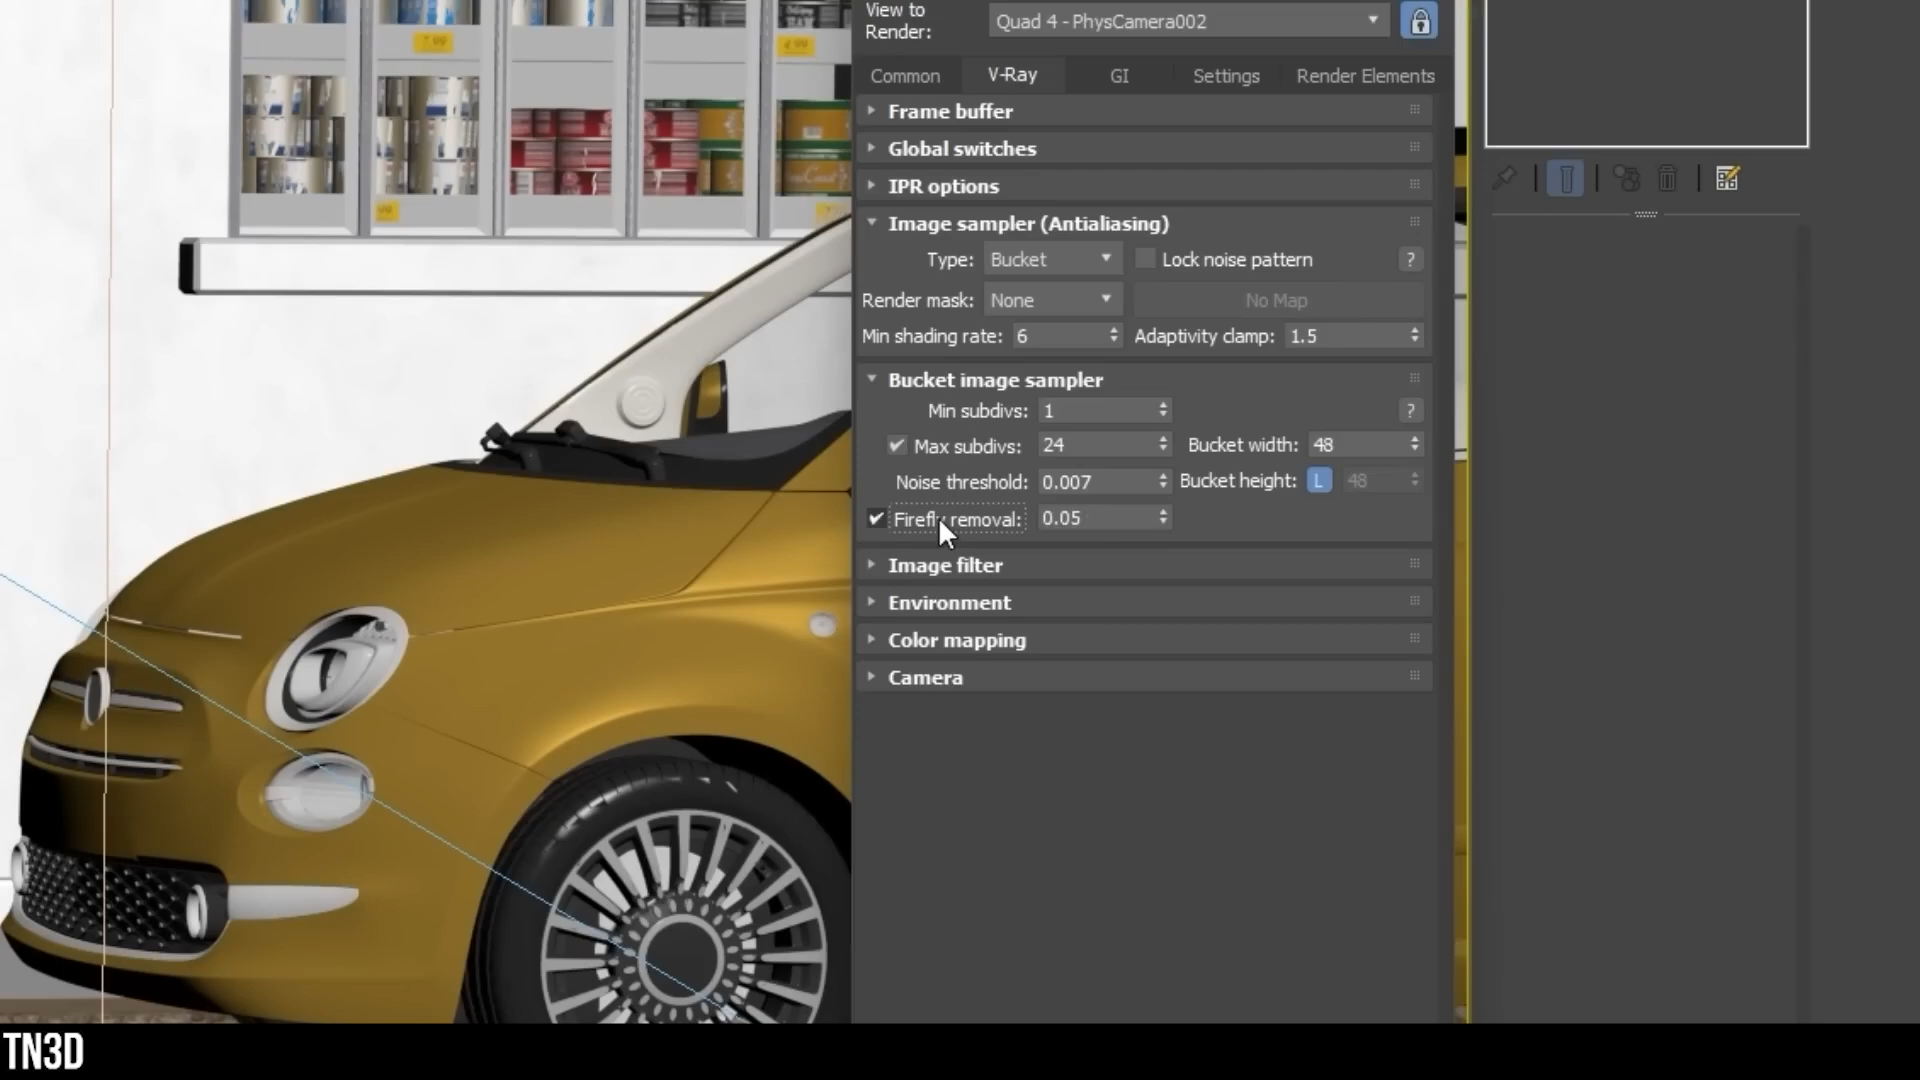 View to
Render:
Quad 4 - PhysCamera002
Common
V-Ray
GI
Settings
Render Elements
Frame buffer
Global switches
IPR options
Image sampler (Antialiasing)
Type: Bucket
Lock noise pattern
?
Render mask: None
No Map
Min shading rate: 6
Adaptivity clamp: 1.5
Bucket image sampler
Min subdivs: 1
?
Max subdivs: 24
Bucket width: 48
Noise threshold: 0.007
Bucket height: L 48
Firefly removal: 0.05
Image filter
Environment
Color mapping
Camera
TN3D